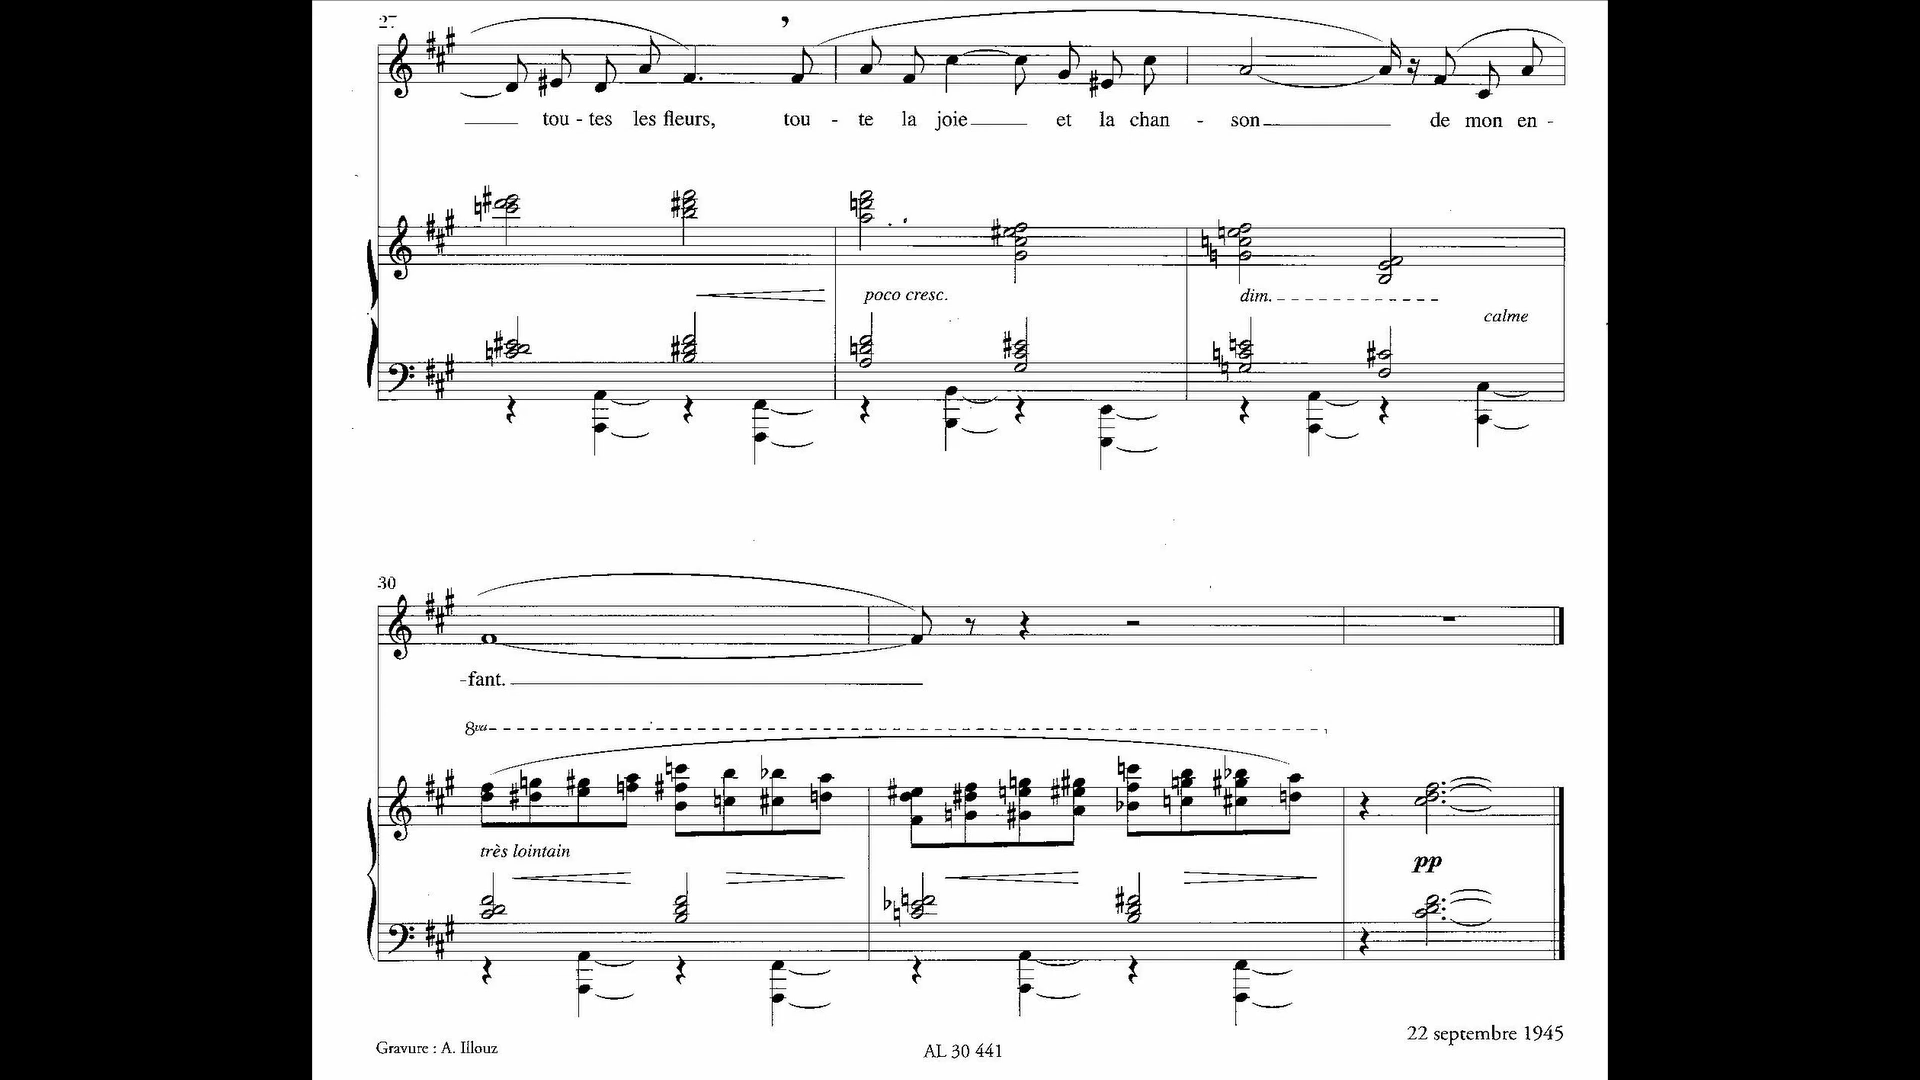 27
tou - tes les fleurs, tou - te la joie et la chan - son de mon en -
poco cresc.
dim.
calme
30
-fant.
8va
très lointain
pp
22 septembre 1945
Gravure : A. Illouz
AL 30 441